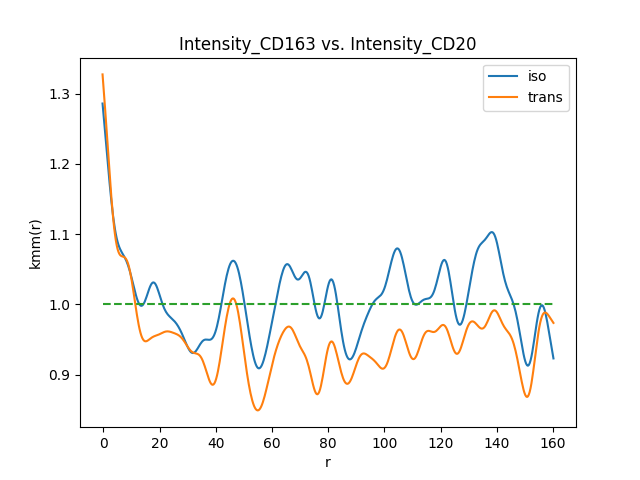 Intensity_CD163 vs. Intensity_CD20
iso
trans
kmm(r)
1.3
1.2
1.1
1.0
0.9
0 20 40 60 80 100 120 140 160
r